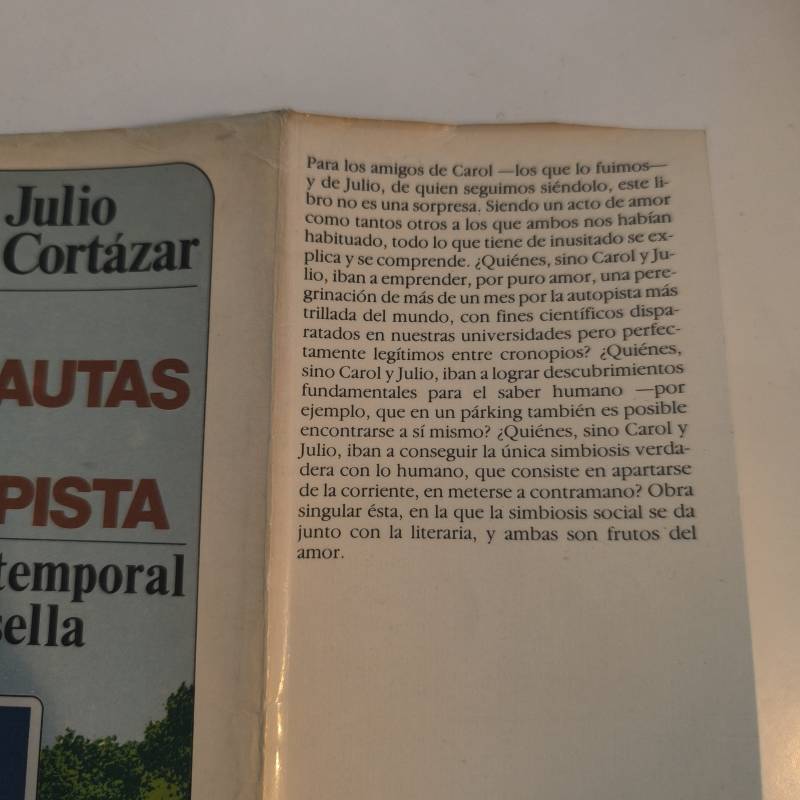 Julio
Cortázar
AUTAS
PISTA
temporal
sella
Para los amigos de Carol —los que lo fuimos—
y de Julio, de quien seguimos siéndolo, este li-
bro no es una sorpresa. Siendo un acto de amor
como tantos otros a los que ambos nos habían
habituado, todo lo que tiene de inusitado se ex-
plica y se comprende. ¿Quiénes, sino Carol y Ju-
lio, iban a emprender, por puro amor, una pere-
grinación de más de un mes por la autopista más
trillada del mundo, con fines científicos dispa-
ratados en nuestras universidades pero perfec-
tamente legítimos entre cronopios? ¿Quiénes,
sino Carol y Julio, iban a lograr descubrimientos
fundamentales para el saber humano —por
ejemplo, que en un párking también es posible
encontrarse a sí mismo? ¿Quiénes, sino Carol y
Julio, iban a conseguir la única simbiosis verda-
dera con lo humano, que consiste en apartarse
de la corriente, en meterse a contramano? Obra
singular ésta, en la que la simbiosis social se da
junto con la literaria, y ambas son frutos del
amor.